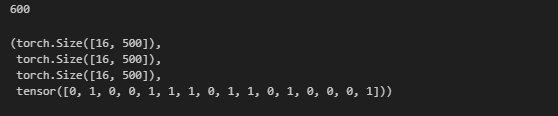 600
(torch.Size([16, 500]),
torch.Size([16, 500]),
torch.Size([16, 500]),
tensor([0, 1, 0, 0, 1, 1, 1, 0, 1, 1, 0, 1, 0, 0, 0, 1]))